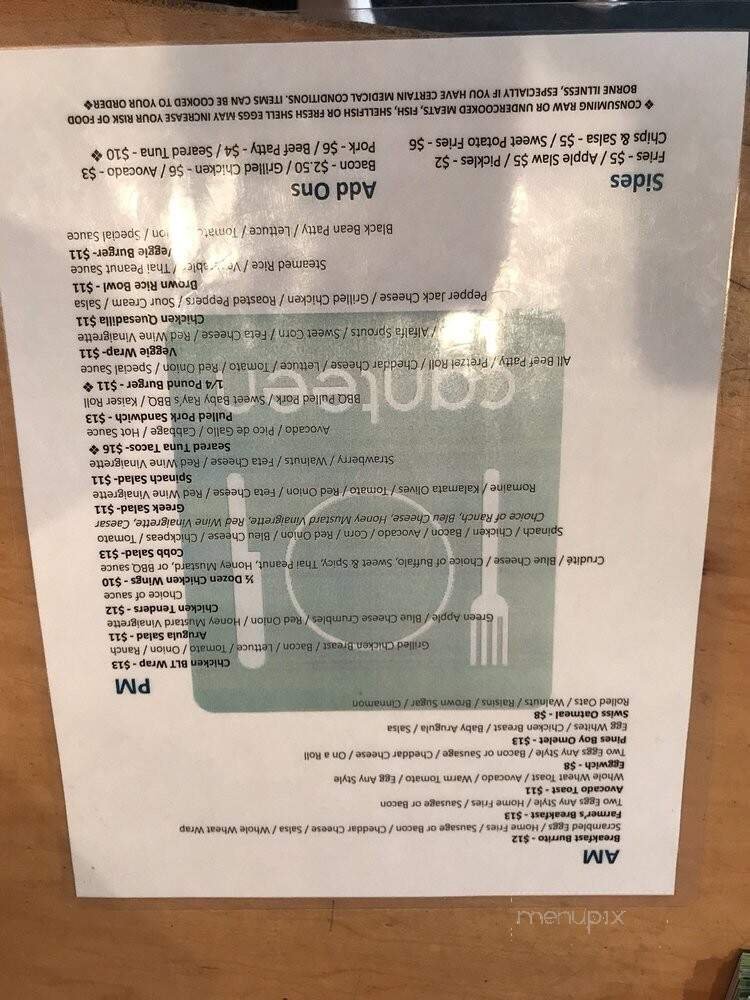 AM
Breakfast Burrito - $12
Scrambled Eggs / Home Fries / Sausage or Bacon / Cheddar Cheese / Salsa / Whole Wheat Wrap
Farmer's Breakfast - $13
Two Eggs Any Style / Home Fries / Sausage or Bacon
Avocado Toast - $11
Whole Wheat Toast / Avocado / Warm Tomato / Egg Any Style
Eggwich - $8
Two Eggs Any Style / Bacon or Sausage / Cheddar Cheese / On a Roll
Pines Boy Omelet - $13
Egg Whites / Chicken Breast / Baby Arugula / Salsa
Swiss Oatmeal - $8
Rolled Oats / Walnuts / Raisins / Brown Sugar / Cinnamon
PM
Chicken BLT Wrap - $13
Grilled Chicken Breast / Bacon / Lettuce / Tomato / Onion / Ranch
Arugula Salad - $11
Green Apple / Blue Cheese Crumbles / Red Onion / Honey Mustard Vinaigrette
Chicken Tenders - $12
Choice of sauce
½ Dozen Chicken Wings - $10
Crudité / Blue Cheese / Choice of Buffalo, Sweet & Spicy, Thai Peanut, Honey Mustard, or BBQ sauce
Cobb Salad- $13
Spinach / Chicken / Bacon / Avocado / Corn / Red Onion / Bleu Cheese / Chickpeas / Tomato
Choice of Ranch, Bleu Cheese, Honey Mustard Vinaigrette, Red Wine Vinaigrette, Caesar
Greek -Salad - $11
Romaine / Kalamata Olives / Tomato / Red Onion / Feta Cheese / Red Wine Vinaigrette
Spinach Salad- $11
Strawberry / Walnuts / Feta Cheese / Red Wine Vinaigrette
Seared Tuna Tacos- $16 ❖
Avocado / Pico de Gallo / Cabbage / Hot Sauce
Pulled Pork Sandwich - $13
BBQ Pulled Pork / Sweet Baby Ray's BBQ / Kaiser Roll
1/4 Pound Burger - $11 ❖
All Beef Patty / Pretzel Roll / Cheddar Cheese / Lettuce / Tomato / Red Onion / Special Sauce
Veggie Wrap- $11
/ Alfalfa Sprouts / Sweet Corn / Feta Cheese / Red Wine Vinaigrette
Chicken Quesadilla $11
Pepper Jack Cheese / Grilled Chicken / Roasted Peppers / Sour Cream / Salsa
Brown Rice Bowl - $11
Steamed Rice / / Thai Peanut Sauce
Veggie Burger- $11
Black Bean Patty / Lettuce / / Special Sauce
Sides
Fries - $5 / Apple Slaw $5 / Pickles - $2
Chips & Salsa - $5 / Sweet Potato Fries - $6
Add Ons
Bacon - $2.50 / Grilled Chicken - $6 / Avocado - $3
Pork - $6 / Beef Patty - $4 / Seared Tuna - $10 ❖
❖ CONSUMING RAW OR UNDERCOOKED MEATS, FISH, SHELLFISH OR FRESH SHELL EGGS MAY INCREASE YOUR RISK OF FOOD
BORNE ILLNESS, ESPECIALLY IF YOU HAVE CERTAIN MEDICAL CONDITIONS. ITEMS CAN BE COOKED TO YOUR ORDER❖
canteen
menupix